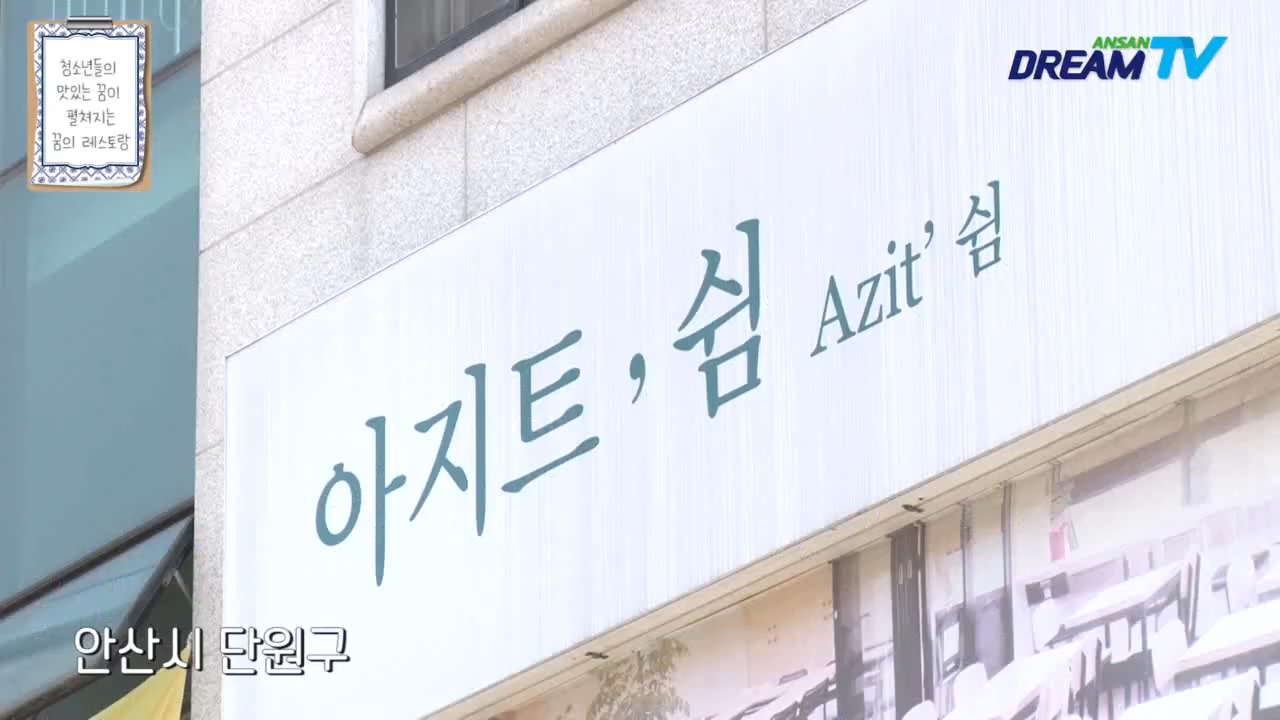 청소년들의
맛있는 꿈이
펼쳐지는
꿈의 레스토랑
ANSAN
DREAM TV
아지트, 쉼 Azit' 쉼
안산시 단원구